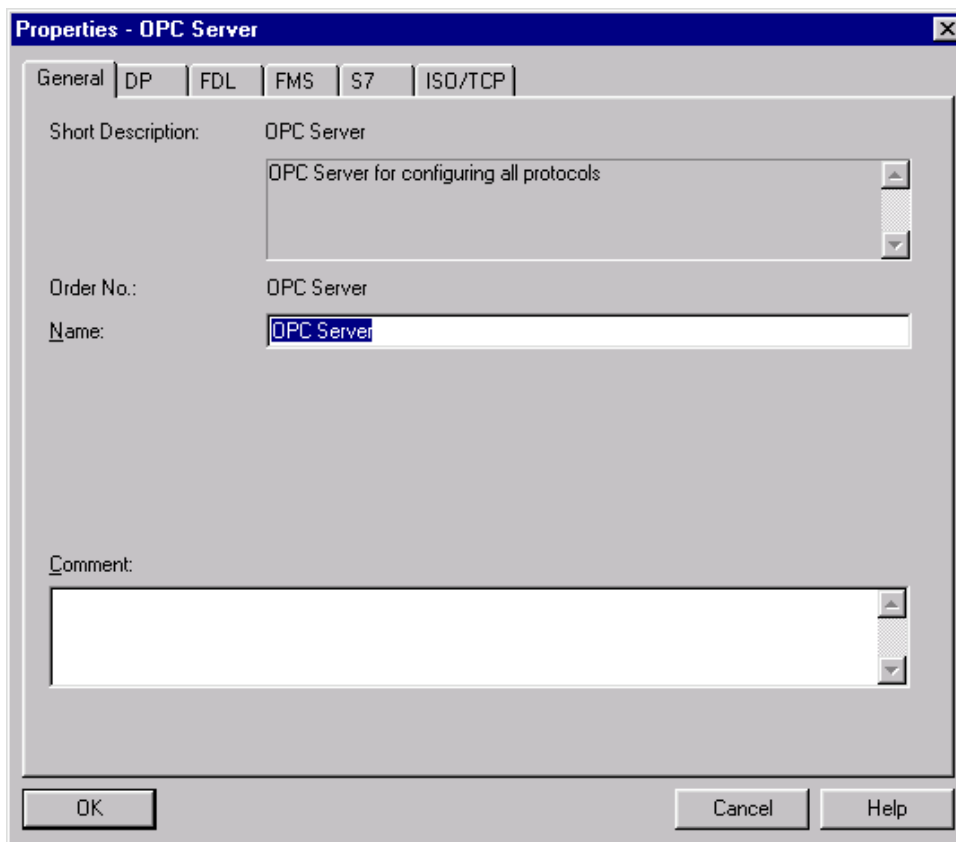 Properties - OPC Server
General DP FDL FMS S7 ISO/TCP
Short Description: OPC Server
OPC Server for configuring all protocols
Order No.: OPC Server
Name: OPC Server
Comment:
OK Cancel Help